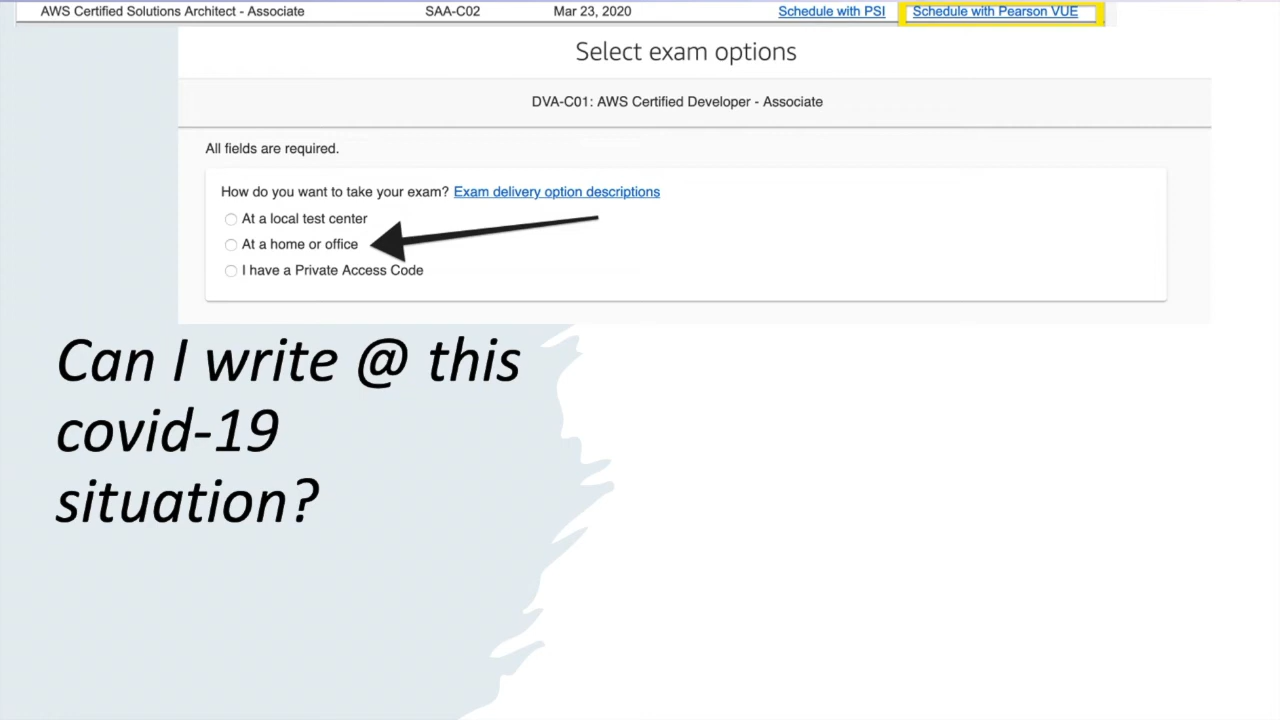 AWS Certified Solutions Architect - Associate SAA-C02 Mar 23, 2020 Schedule with PSI Schedule with Pearson VUE
Select exam options
DVA-C01: AWS Certified Developer - Associate
All fields are required.
How do you want to take your exam? Exam delivery option descriptions
At a local test center
At a home or office
I have a Private Access Code
Can I write @ this
covid-19
situation?